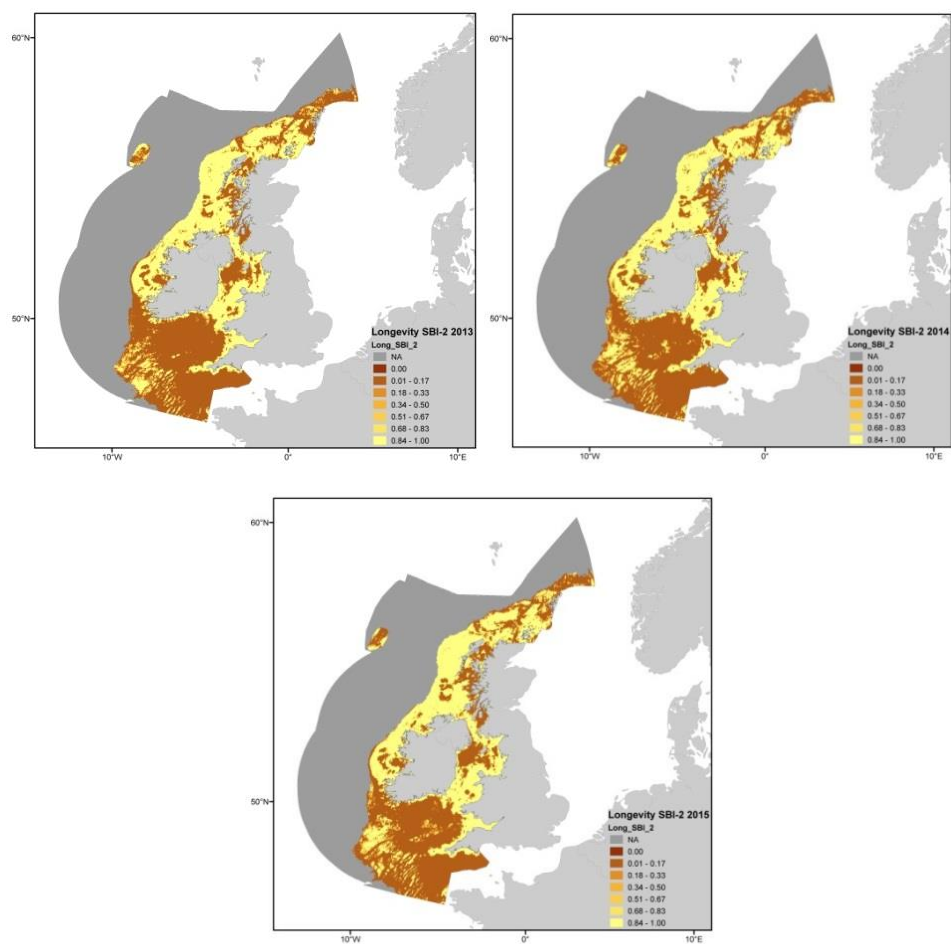 60°N
50°N
10°W
0°
10°E
Longevity SBI-2 2013
Long_SBI_2
NA
0.00
0.01 - 0.17
0.18 - 0.33
0.34 - 0.50
0.51 - 0.67
0.68 - 0.83
0.84 - 1.00
60°N
50°N
10°W
0°
10°E
Longevity SBI-2 2014
Long_SBI_2
NA
0.00
0.01 - 0.17
0.18 - 0.33
0.34 - 0.50
0.51 - 0.67
0.68 - 0.83
0.84 - 1.00
60°N
50°N
10°W
0°
10°E
Longevity SBI-2 2015
Long_SBI_2
NA
0.00
0.01 - 0.17
0.18 - 0.33
0.34 - 0.50
0.51 - 0.67
0.68 - 0.83
0.84 - 1.00